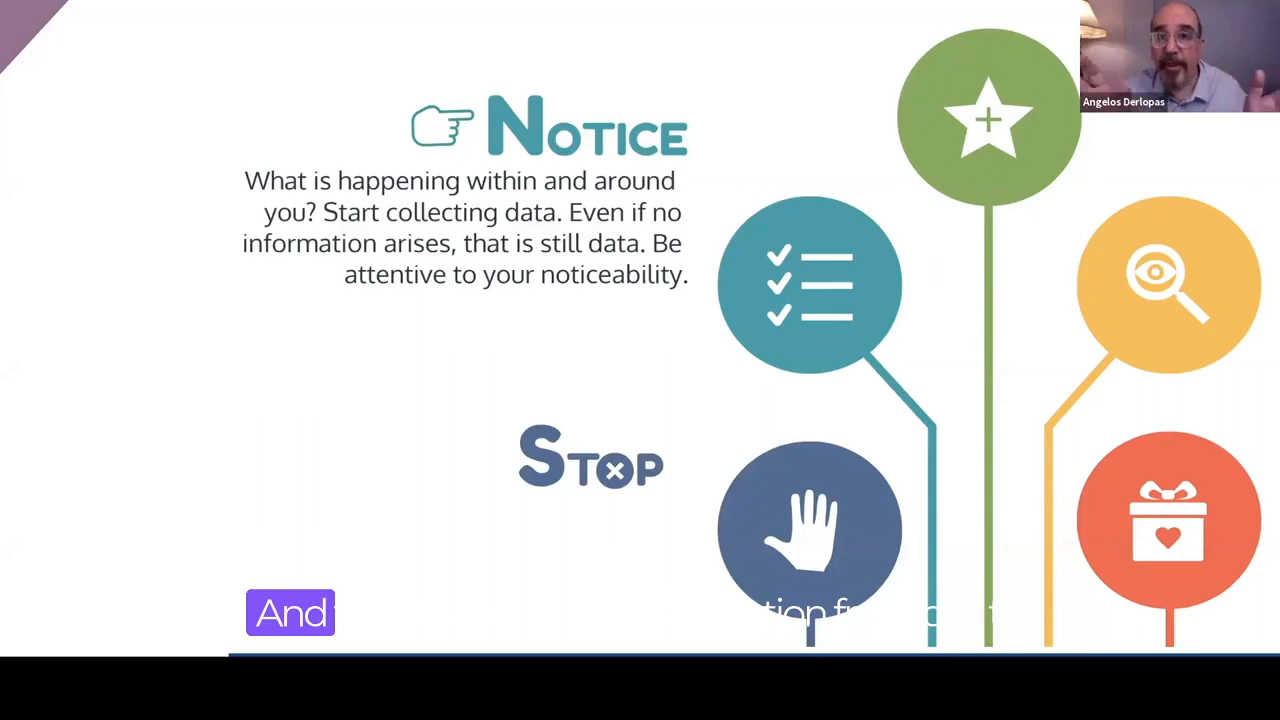 NOTICE
What is happening within and around
you? Start collecting data. Even if no
information arises, that is still data. Be
attentive to your noticeability.
STOP
Angelos Derlopas
And